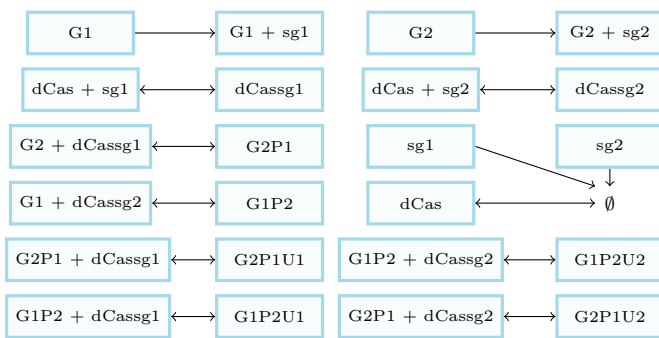 G1 G1 + sg1 G2 G2 + sg2
dCas + sg1 dCassg1 dCas + sg2 dCassg2
G2 + dCassg1 G2P1 sg1 sg2
G1 + dCassg2 G1P2 dCas ∅
G2P1 + dCassg1 G2P1U1 G1P2 + dCassg2 G1P2U2
G1P2 + dCassg1 G1P2U1 G2P1 + dCassg2 G2P1U2